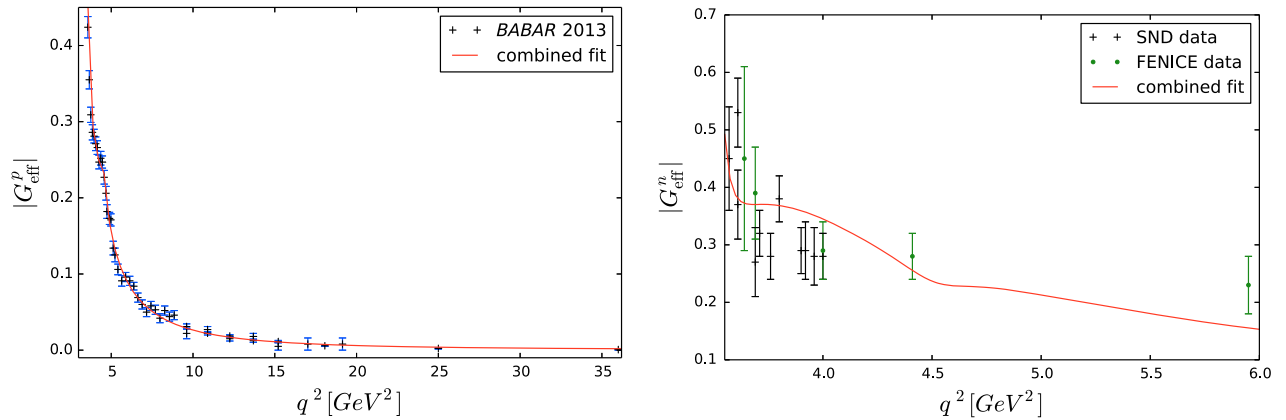 BABAR 2013
combined fit
|G^p_eff|
0.4
0.3
0.2
0.1
0.0
5 10 15 20 25 30 35
q^2 [GeV^2]
SND data
FENICE data
combined fit
|G^n_eff|
0.7
0.6
0.5
0.4
0.3
0.2
0.1
4.0 4.5 5.0 5.5 6.0
q^2 [GeV^2]